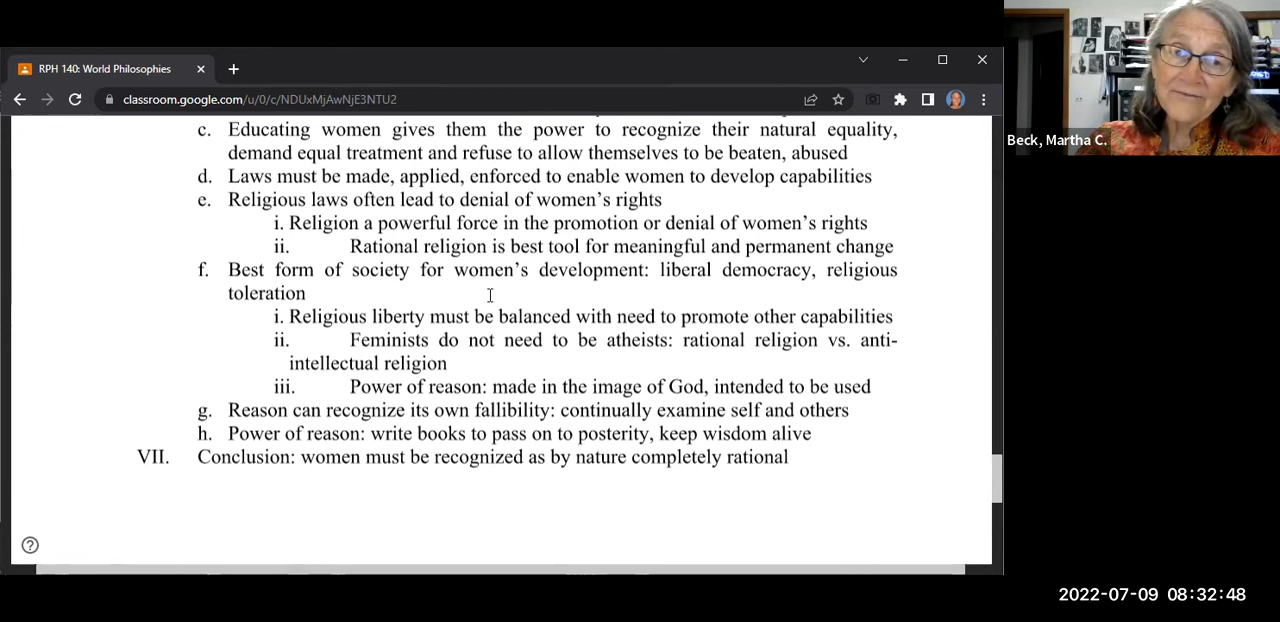 RPH 140: World Philosophies
classroom.google.com/u/0/c/NDUxMjAwNjE3NTU2
Beck, Martha C.
c. Educating women gives them the power to recognize their natural equality,
demand equal treatment and refuse to allow themselves to be beaten, abused
d. Laws must be made, applied, enforced to enable women to develop capabilities
e. Religious laws often lead to denial of women's rights
i. Religion a powerful force in the promotion or denial of women's rights
ii. Rational religion is best tool for meaningful and permanent change
f. Best form of society for women's development: liberal democracy, religious
toleration
i. Religious liberty must be balanced with need to promote other capabilities
ii. Feminists do not need to be atheists: rational religion vs. anti-
intellectual religion
iii. Power of reason: made in the image of God, intended to be used
g. Reason can recognize its own fallibility: continually examine self and others
h. Power of reason: write books to pass on to posterity, keep wisdom alive
VII. Conclusion: women must be recognized as by nature completely rational
2022-07-09 08:32:48